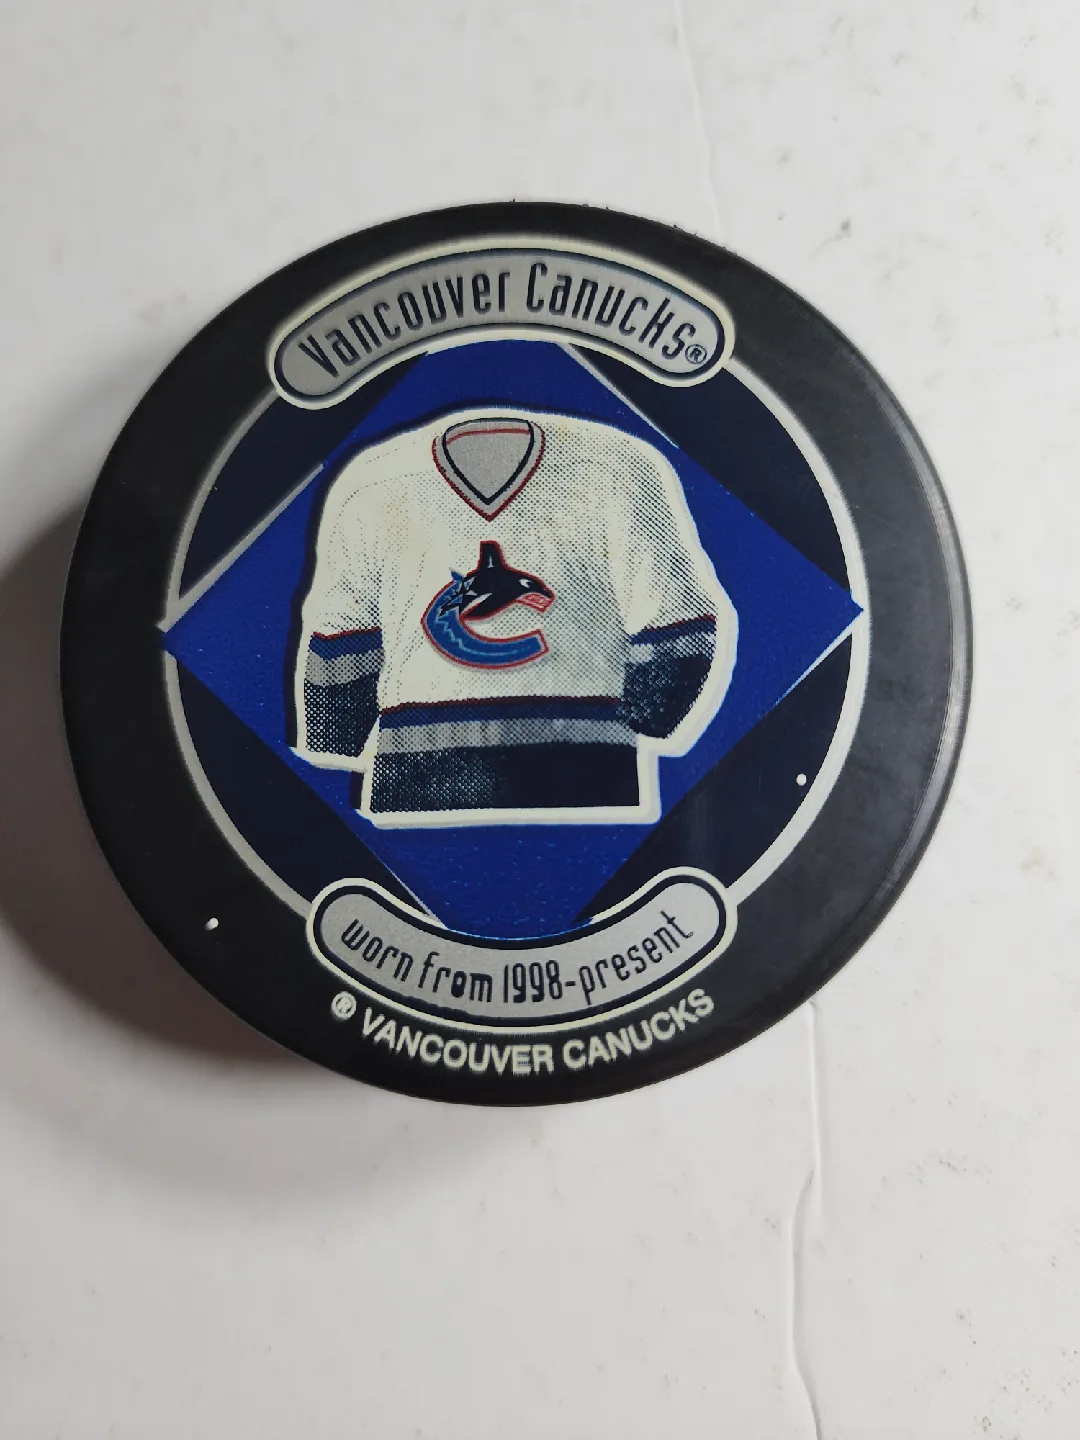 Vancouver Canucks®
worn from 1998-present
® VANCOUVER CANUCKS